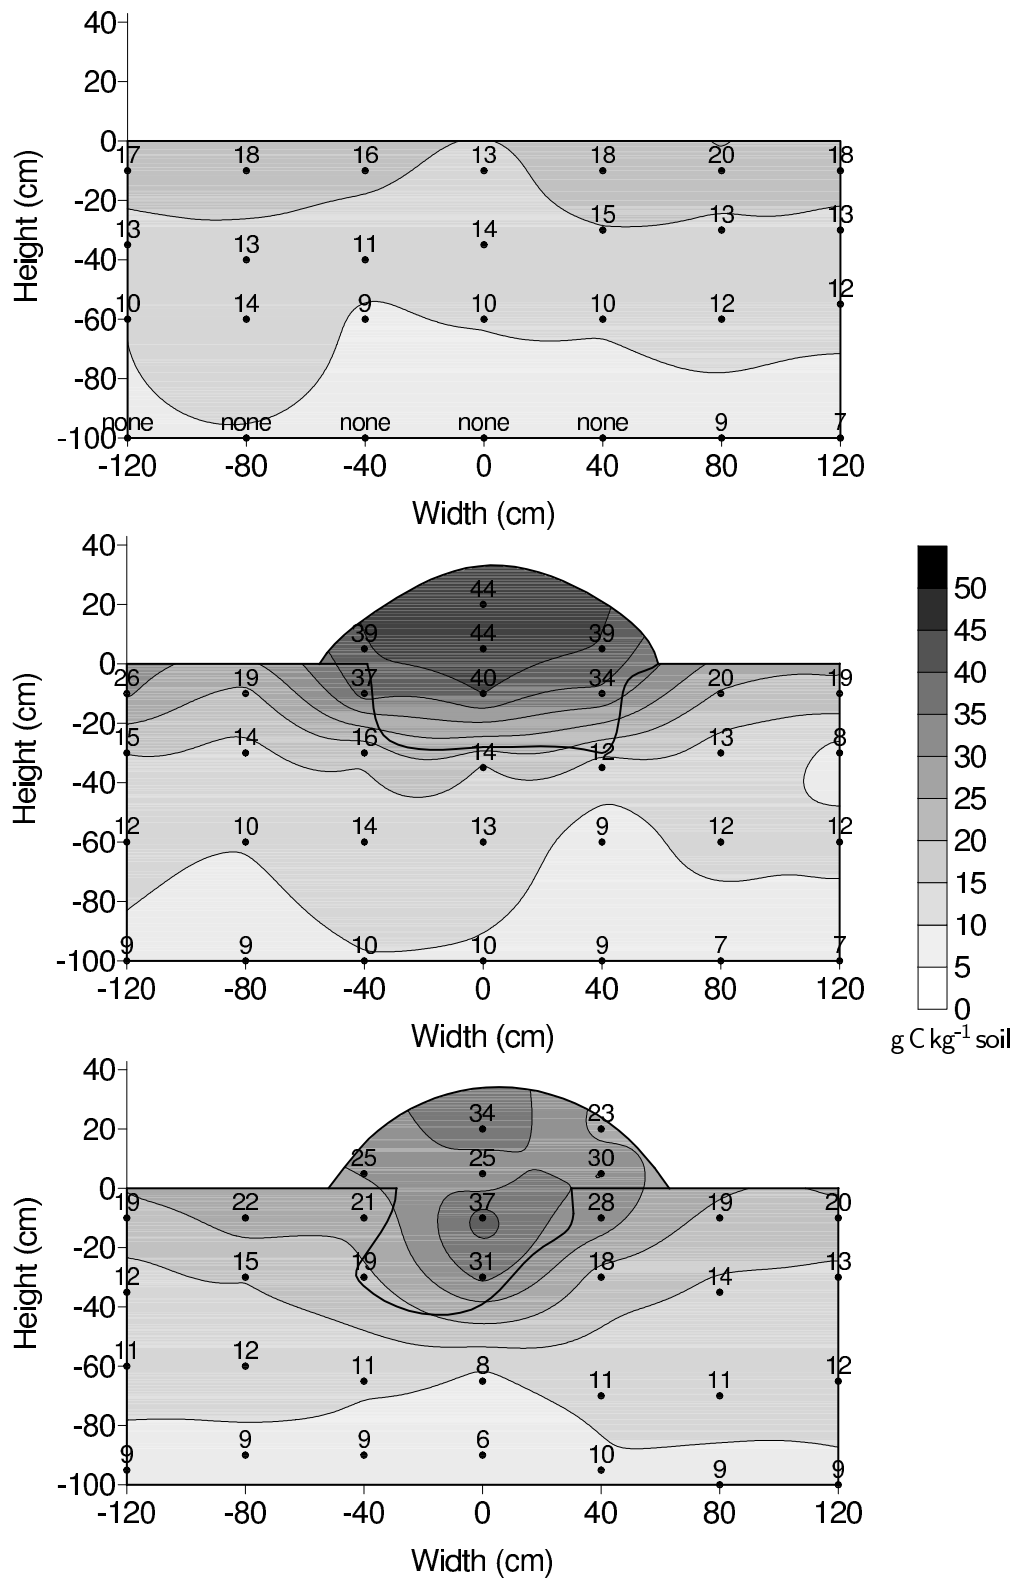 40
20
0
17 18 16 13 18 20 18
-20
13 13 11 14 15 13 13
-40
10 14 9 10 10 12 12
-60
-80
none none none none none 9 7
-100
-120 -80 -40 0 40 80 120
Height (cm)
Width (cm)
40
44
20
39 44 39
0
26 19 37 40 34 20 19
-20
15 14 16 14 12 13 8
-40
12 10 14 13 9 12 12
-60
-80
9 9 10 10 9 7 7
-100
-120 -80 -40 0 40 80 120
Height (cm)
Width (cm)
50
45
40
35
30
25
20
15
10
5
0
g C kg-1 soil
40
34 23
20
25 25 30
0
19 22 21 37 28 19 20
-20
12 15 19 31 18 14 13
-40
11 12 11 8 11 11 12
-60
-80
9 9 9 6 10 9 9
-100
-120 -80 -40 0 40 80 120
Height (cm)
Width (cm)